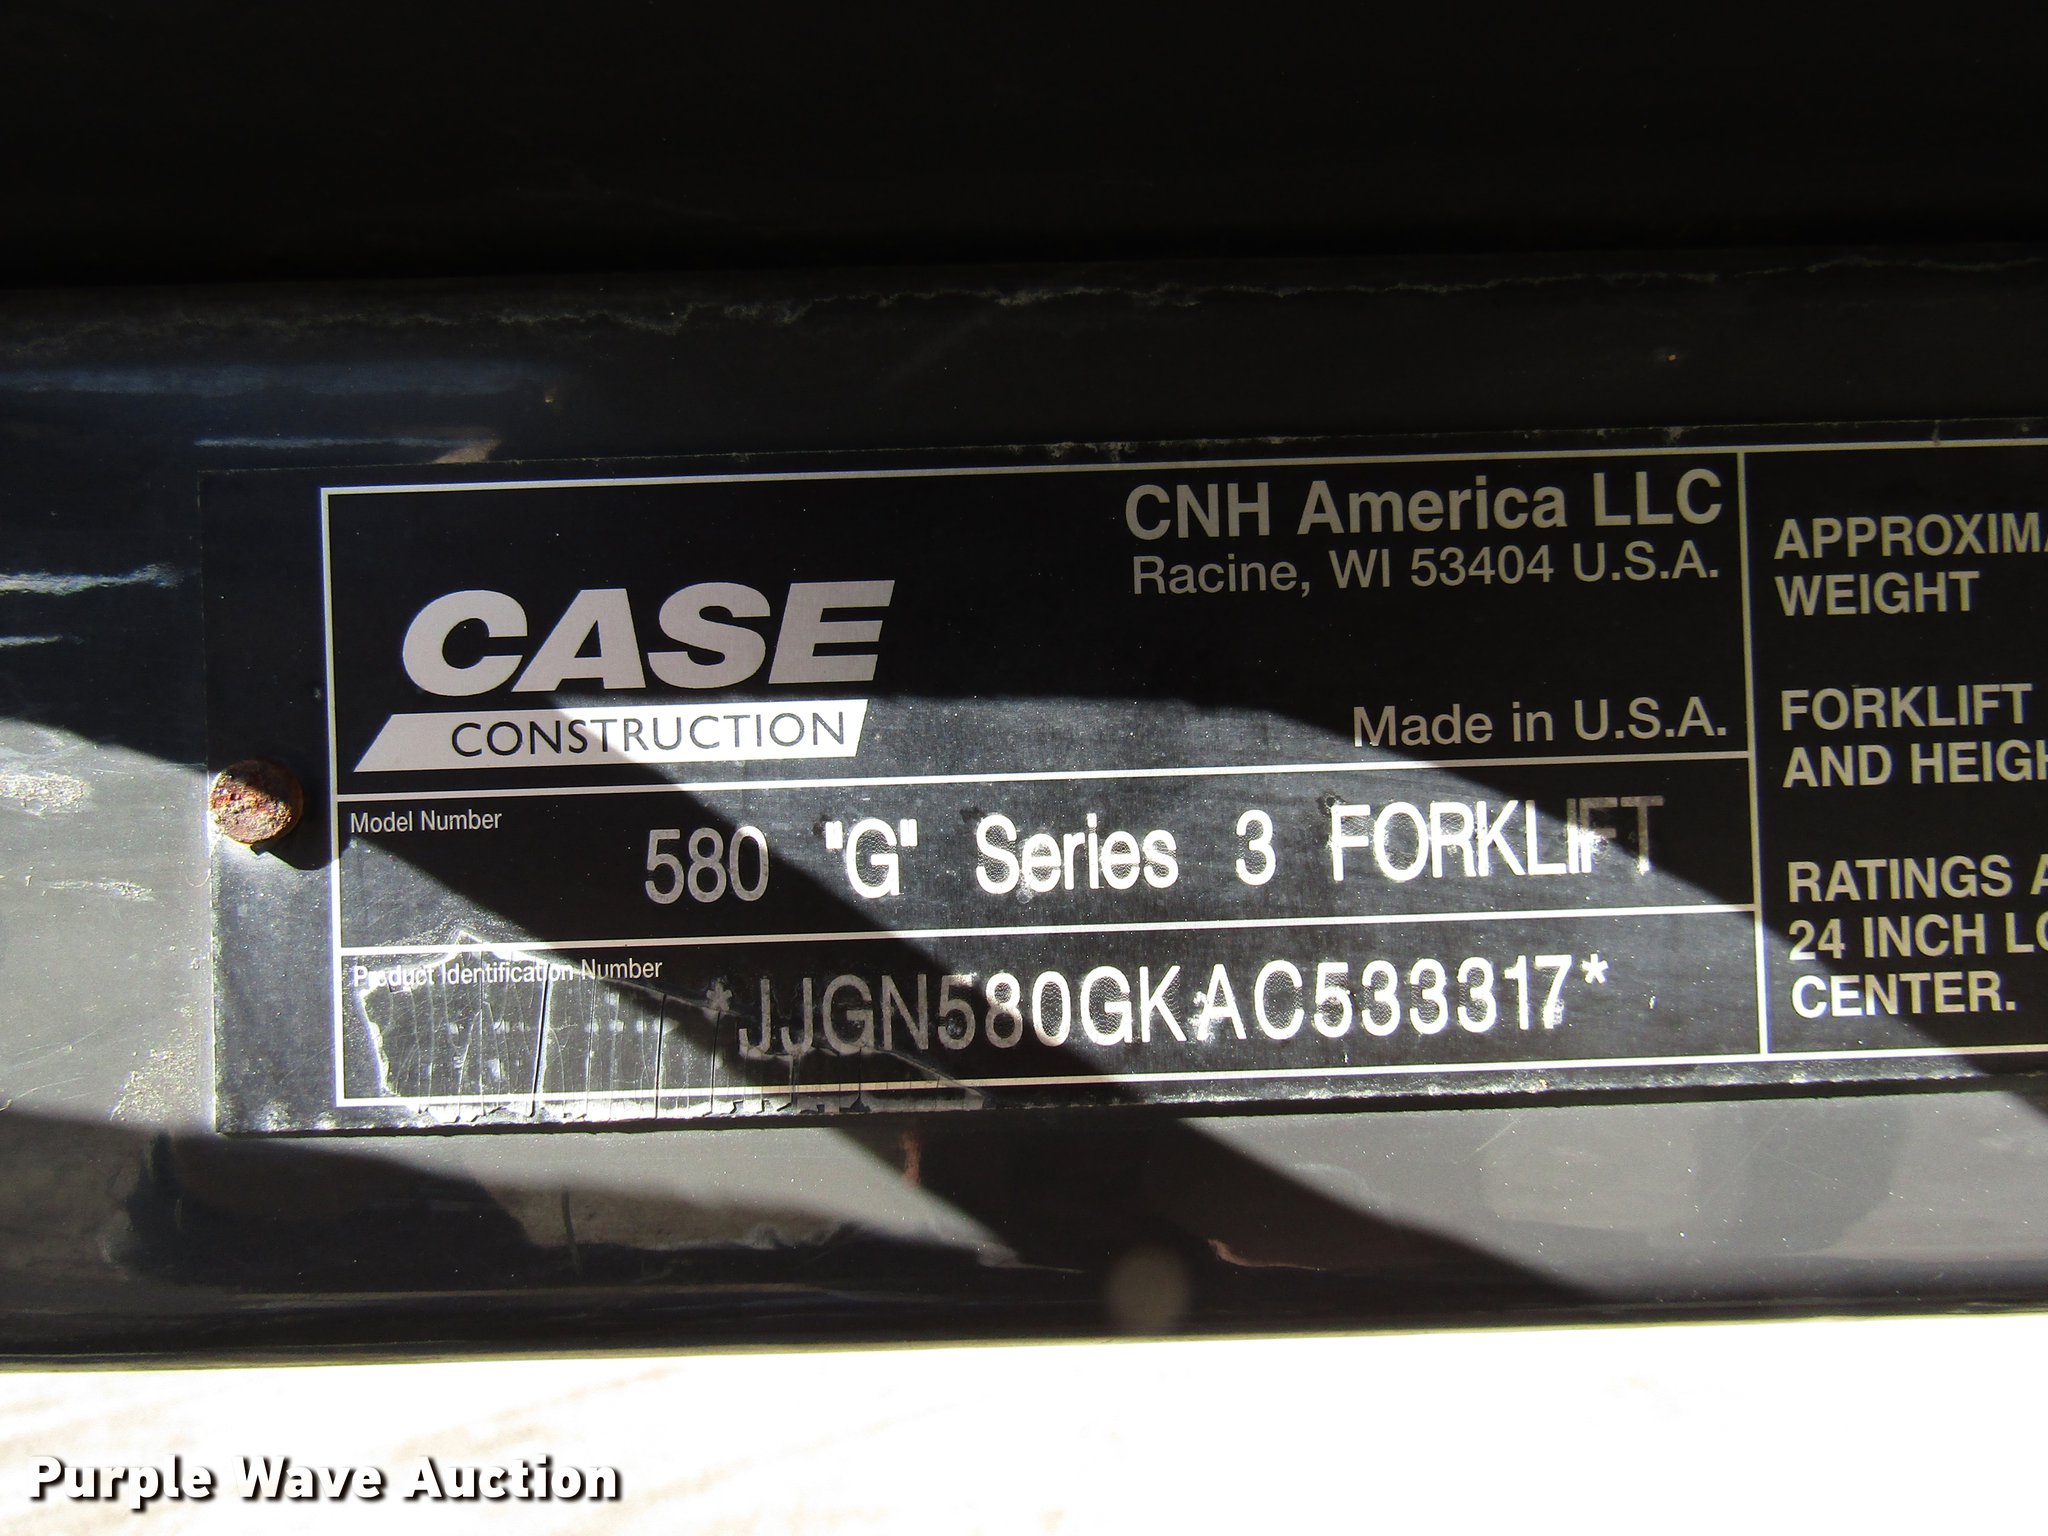 CNH America LLC
Racine, WI 53404 U.S.A.
CASE
CONSTRUCTION
Made in U.S.A.
Model Number
580 "G" Series 3 FORKLIFT
Product Identification Number
*JJGN580GKAC533317*
APPROXIMA
WEIGHT
FORKLIFT
AND HEIGH
RATINGS A
24 INCH LO
CENTER.
Purple Wave Auction